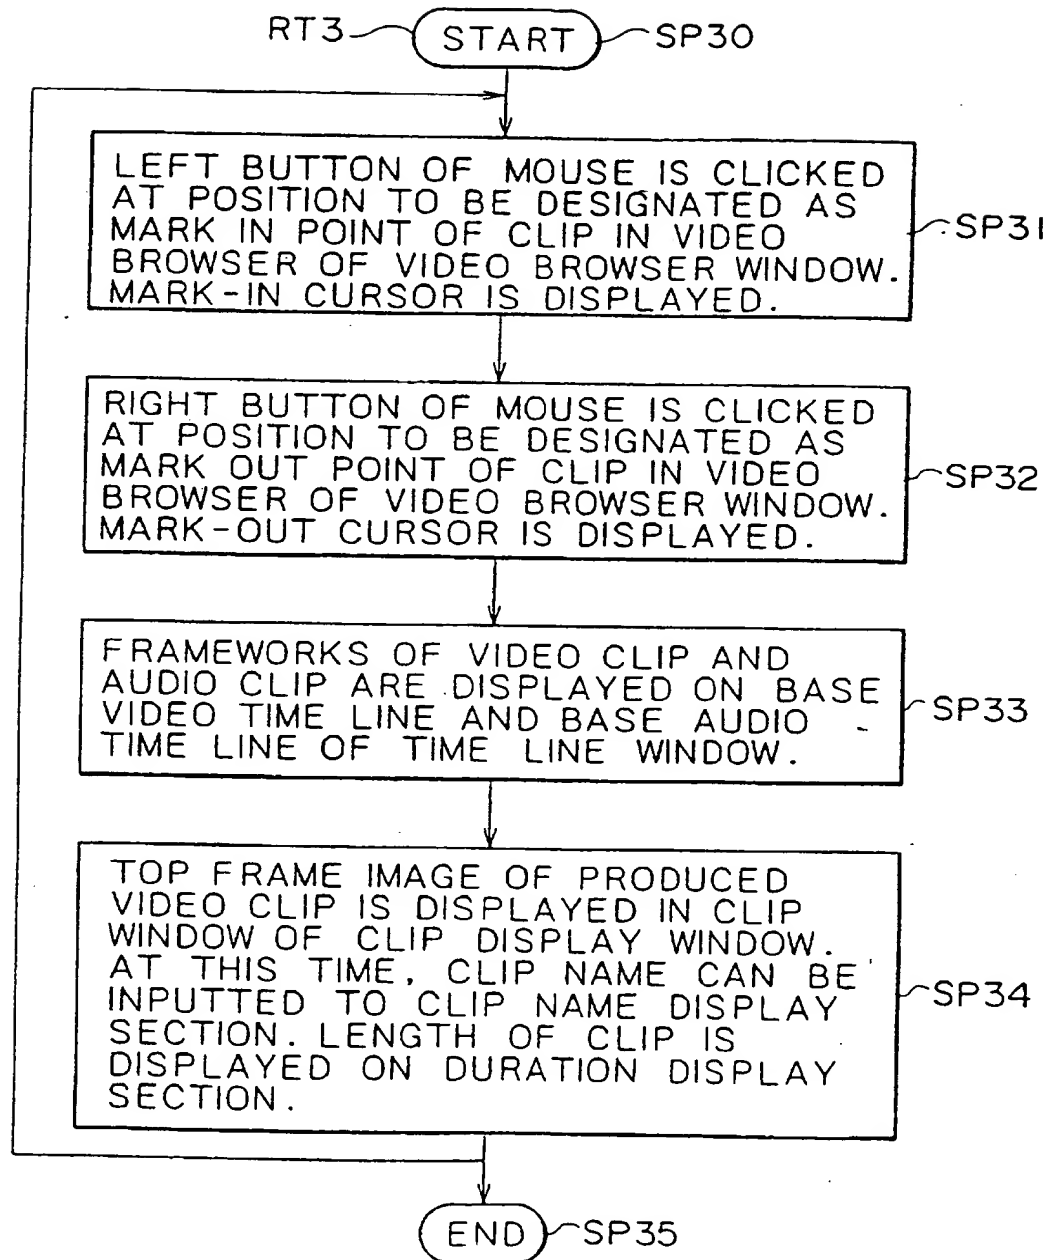 RT3 START SP30
LEFT BUTTON OF MOUSE IS CLICKED
AT POSITION TO BE DESIGNATED AS
MARK IN POINT OF CLIP IN VIDEO
BROWSER OF VIDEO BROWSER WINDOW.
MARK-IN CURSOR IS DISPLAYED.
SP31
RIGHT BUTTON OF MOUSE IS CLICKED
AT POSITION TO BE DESIGNATED AS
MARK OUT POINT OF CLIP IN VIDEO
BROWSER OF VIDEO BROWSER WINDOW.
MARK-OUT CURSOR IS DISPLAYED.
SP32
FRAMEWORKS OF VIDEO CLIP AND
AUDIO CLIP ARE DISPLAYED ON BASE
VIDEO TIME LINE AND BASE AUDIO
TIME LINE OF TIME LINE WINDOW.
SP33
TOP FRAME IMAGE OF PRODUCED
VIDEO CLIP IS DISPLAYED IN CLIP
WINDOW OF CLIP DISPLAY WINDOW.
AT THIS TIME, CLIP NAME CAN BE
INPUTTED TO CLIP NAME DISPLAY
SECTION. LENGTH OF CLIP IS
DISPLAYED ON DURATION DISPLAY
SECTION.
SP34
END SP35